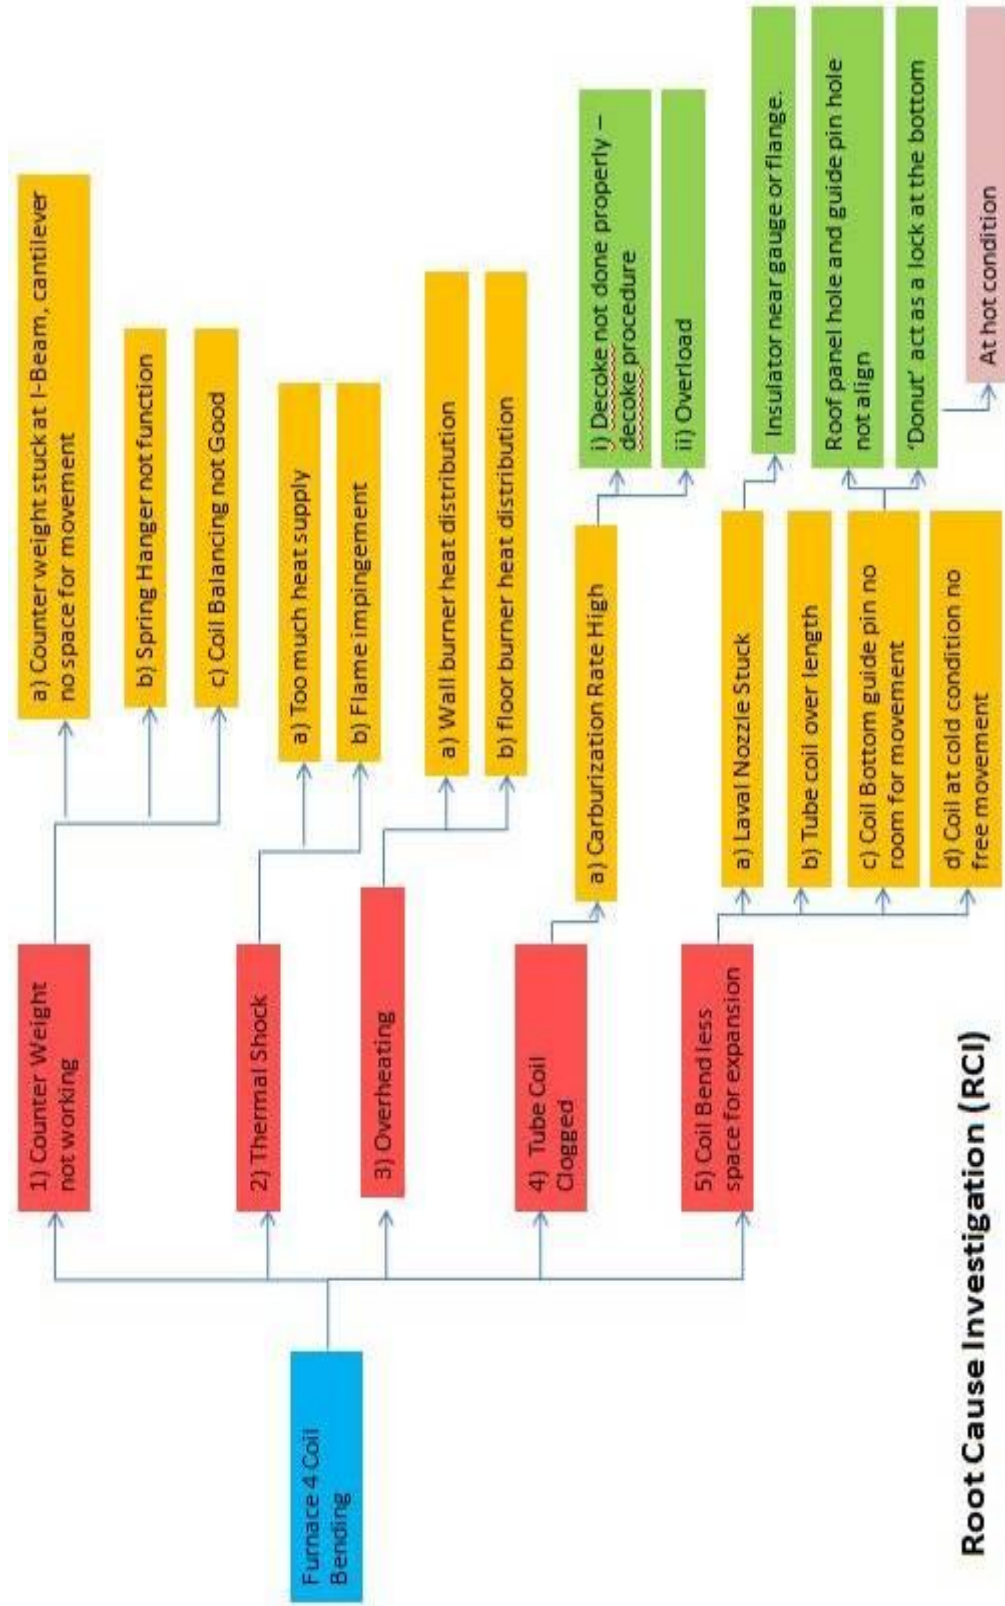 Furnace 4 Coil
Bending
1) Counter Weight
not working
a) Counter weight stuck at I-Beam, cantilever
no space for movement
b) Spring Hanger not function
c) Coil Balancing not Good
2) Thermal Shock
a) Too much heat supply
b) Flame impingement
3) Overheating
a) Wall burner heat distribution
b) floor burner heat distribution
4) Tube Coil
Clogged
a) Carburization Rate High
i) Decoke not done properly –
decoke procedure
ii) Overload
5) Coil Bend less
space for expansion
a) Laval Nozzle Stuck
Insulator near gauge or flange.
b) Tube coil over length
c) Coil Bottom guide pin no
room for movement
Roof panel hole and guide pin hole
not align
'Donut' act as a lock at the bottom
d) Coil at cold condition no
free movement
At hot condition
Root Cause Investigation (RCI)